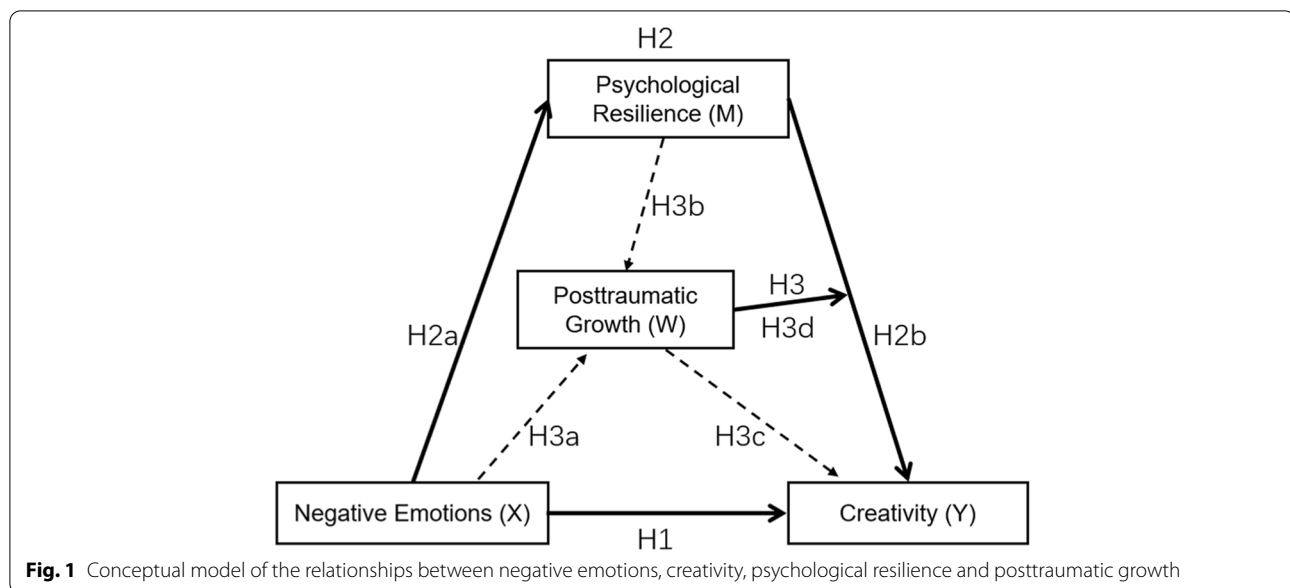 H2
Psychological
Resilience (M)
H3b
Posttraumatic
Growth (W)
H3
H3d
H2a
H2b
H3a
H3c
Negative Emotions (X)
H1
Creativity (Y)
Fig. 1 Conceptual model of the relationships between negative emotions, creativity, psychological resilience and posttraumatic growth